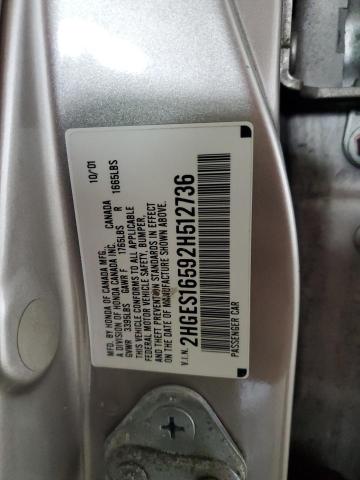 MFG. BY HONDA OF CANADA MFG. 10/01
A DIVISION OF HONDA CANADA INC. CANADA
GVWR 3395LBS GAWR F 1765LBS R 1665LBS
THIS VEHICLE CONFORMS TO ALL APPLICABLE
FEDERAL MOTOR VEHICLE SAFETY, BUMPER,
AND THEFT PREVENTION STANDARDS IN EFFECT
ON THE DATE OF MANUFACTURE SHOWN ABOVE.
V.I.N. 2HGES16592H512736
PASSENGER CAR